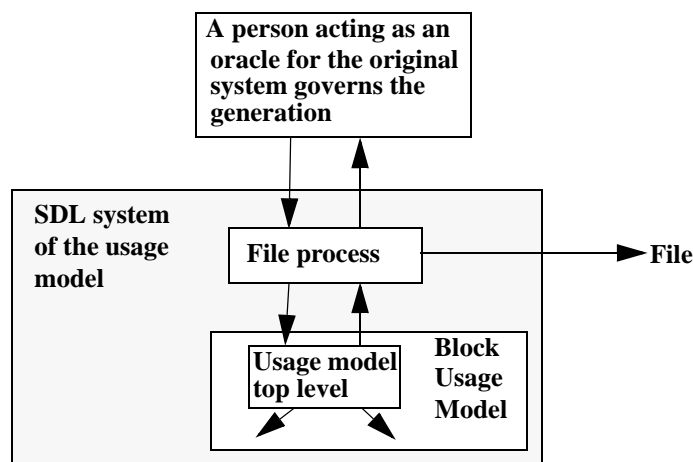 A person acting as an
oracle for the original
system governs the
generation
SDL system
of the usage
model
File process
File
Usage model
top level
Block
Usage
Model